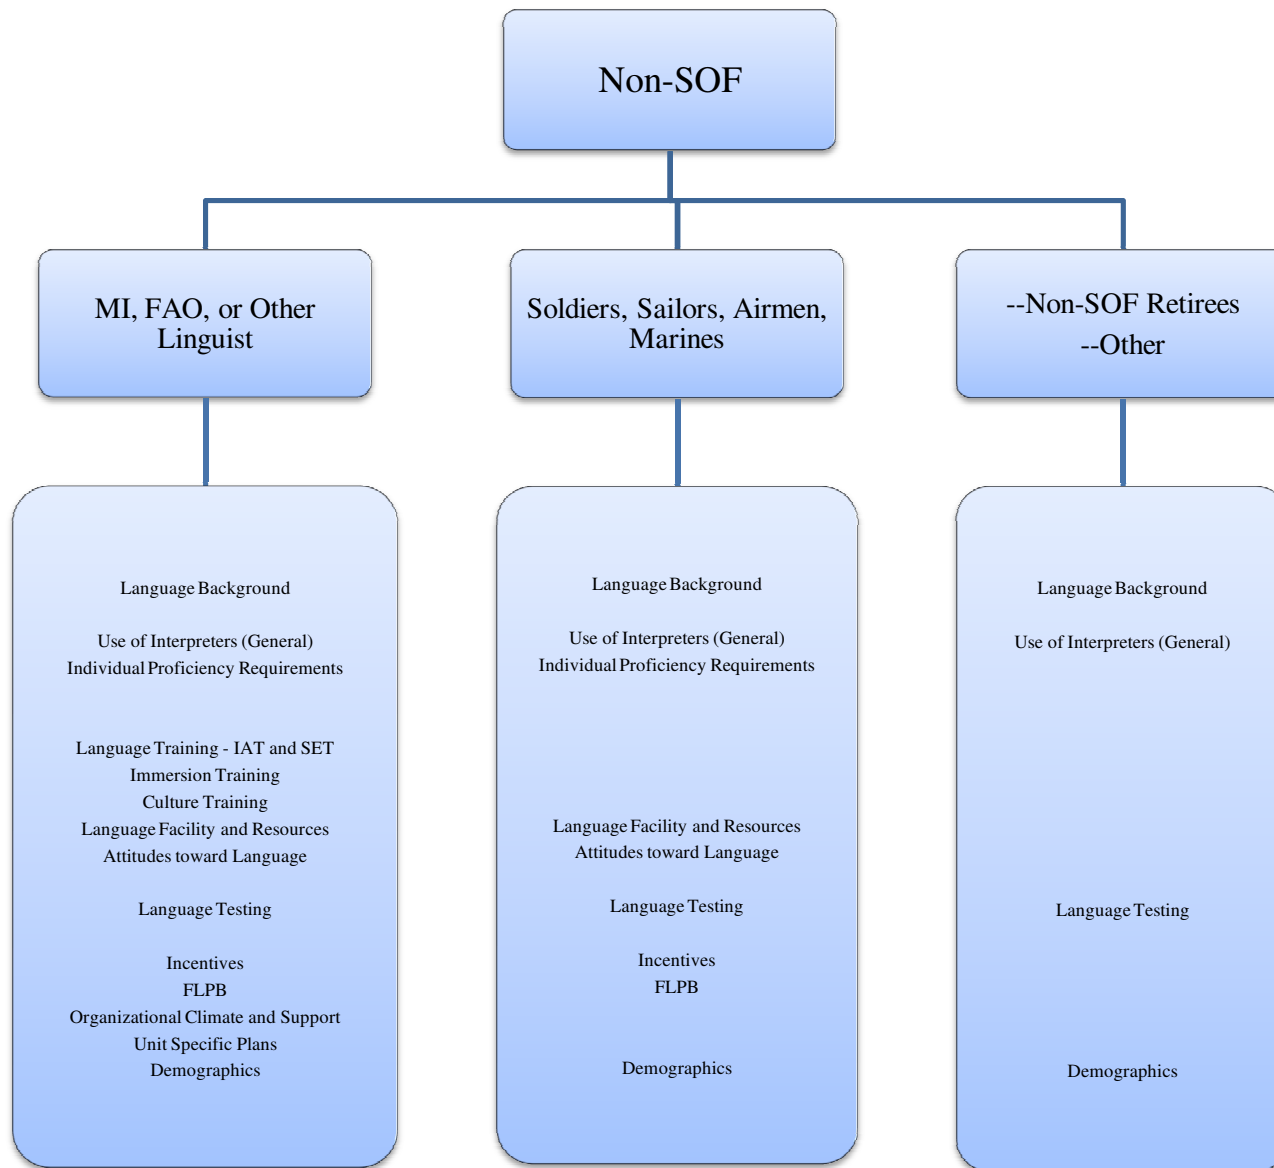 Non-SOF
MI, FAO, or Other
Linguist
Soldiers, Sailors, Airmen,
Marines
--Non-SOF Retirees
--Other
Language Background
Use of Interpreters (General)
Individual Proficiency Requirements
Language Training - IAT and SET
Immersion Training
Culture Training
Language Facility and Resources
Attitudes toward Language
Language Testing
Incentives
FLPB
Organizational Climate and Support
Unit Specific Plans
Demographics
Language Background
Use of Interpreters (General)
Individual Proficiency Requirements
Language Facility and Resources
Attitudes toward Language
Language Testing
Incentives
FLPB
Demographics
Language Background
Use of Interpreters (General)
Language Testing
Demographics